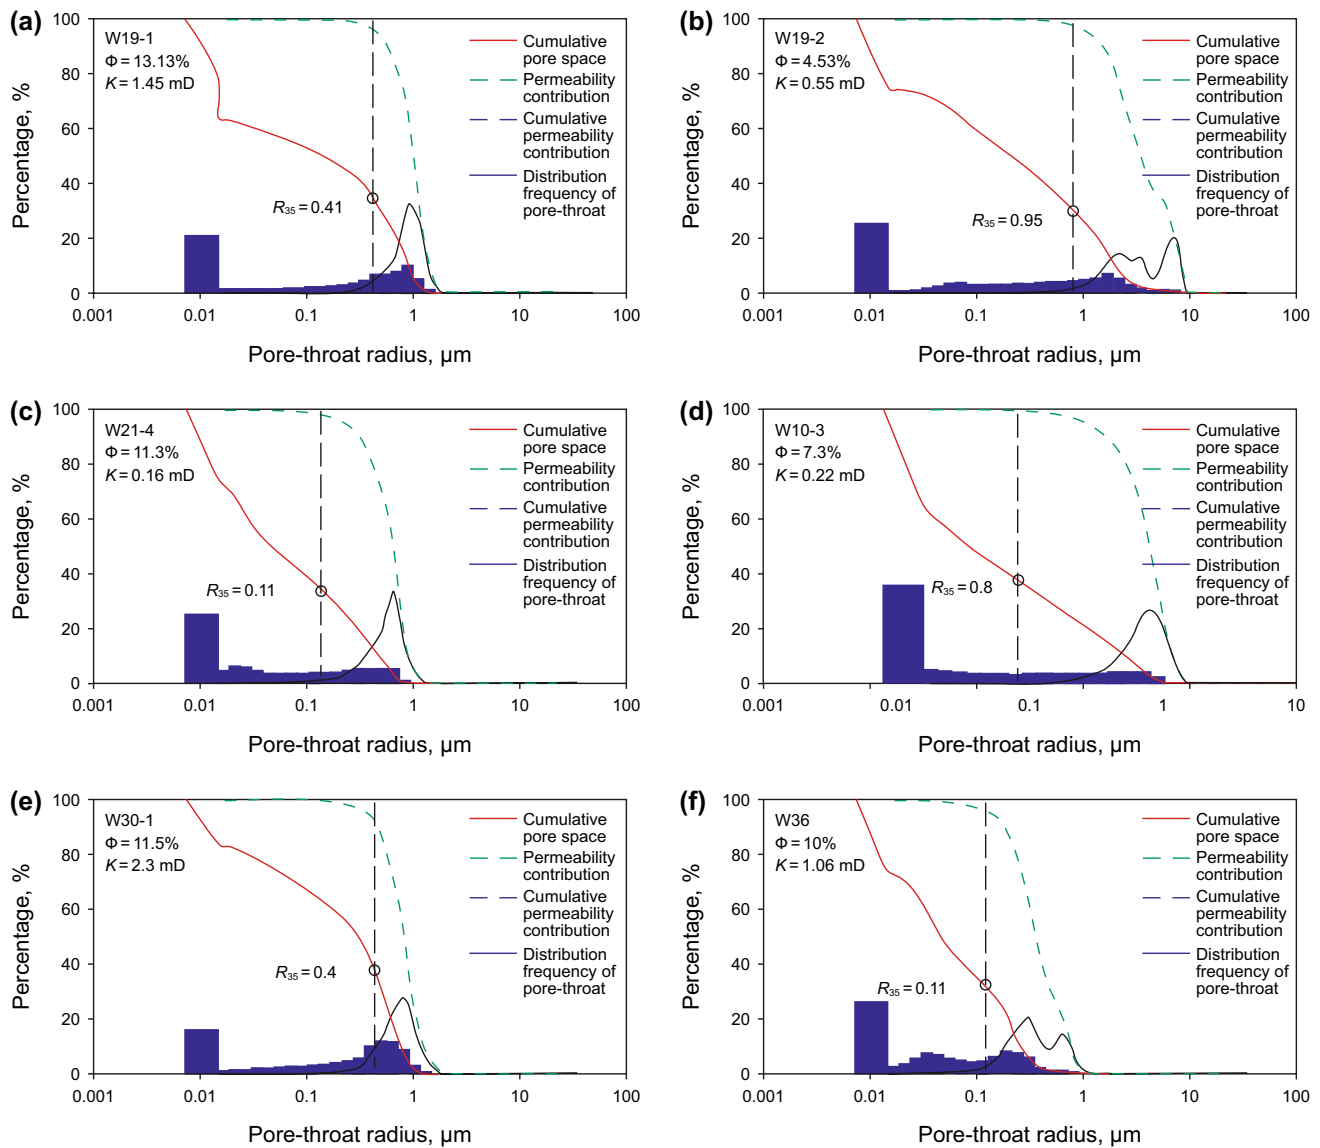 (a)
100
80
60
40
20
0
Percentage, %
W19-1
Φ = 13.13%
K = 1.45 mD
Cumulative
pore space
Permeability
contribution
Cumulative
permeability
contribution
Distribution
frequency of
pore-throat
R35 = 0.41
0.001
0.01
0.1
1
10
100
Pore-throat radius, µm
(b)
100
80
60
40
20
0
Percentage, %
W19-2
Φ = 4.53%
K = 0.55 mD
Cumulative
pore space
Permeability
contribution
Cumulative
permeability
contribution
Distribution
frequency of
pore-throat
R35 = 0.95
0.001
0.01
0.1
1
10
100
Pore-throat radius, µm
(c)
100
80
60
40
20
0
Percentage, %
W21-4
Φ = 11.3%
K = 0.16 mD
Cumulative
pore space
Permeability
contribution
Cumulative
permeability
contribution
Distribution
frequency of
pore-throat
R35 = 0.11
0.001
0.01
0.1
1
10
100
Pore-throat radius, µm
(d)
100
80
60
40
20
0
Percentage, %
W10-3
Φ = 7.3%
K = 0.22 mD
Cumulative
pore space
Permeability
contribution
Cumulative
permeability
contribution
Distribution
frequency of
pore-throat
R35 = 0.8
0.001
0.01
0.1
1
10
Pore-throat radius, µm
(e)
100
80
60
40
20
0
Percentage, %
W30-1
Φ = 11.5%
K = 2.3 mD
Cumulative
pore space
Permeability
contribution
Cumulative
permeability
contribution
Distribution
frequency of
pore-throat
R35 = 0.4
0.001
0.01
0.1
1
10
100
Pore-throat radius, µm
(f)
100
80
60
40
20
0
Percentage, %
W36
Φ = 10%
K = 1.06 mD
Cumulative
pore space
Permeability
contribution
Cumulative
permeability
contribution
Distribution
frequency of
pore-throat
R35 = 0.11
0.001
0.01
0.1
1
10
100
Pore-throat radius, µm